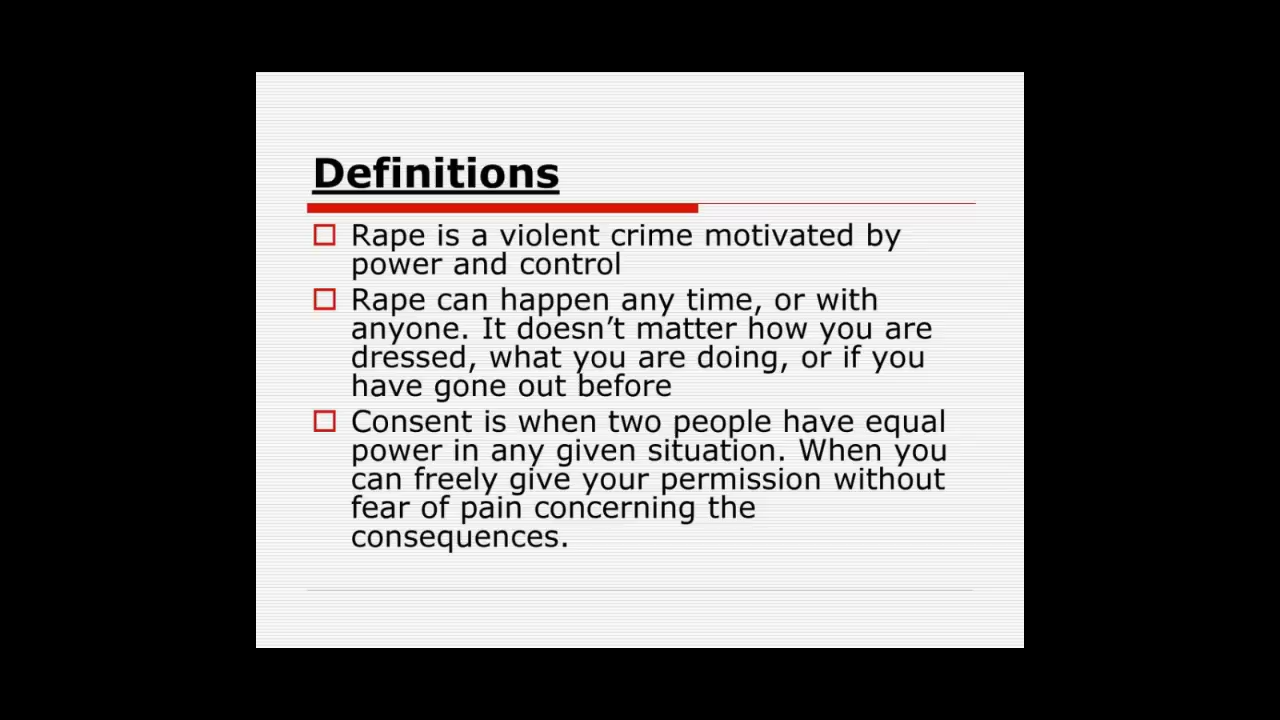 Definitions
Rape is a violent crime motivated by
power and control
Rape can happen any time, or with
anyone. It doesn’t matter how you are
dressed, what you are doing, or if you
have gone out before
Consent is when two people have equal
power in any given situation. When you
can freely give your permission without
fear of pain concerning the
consequences.